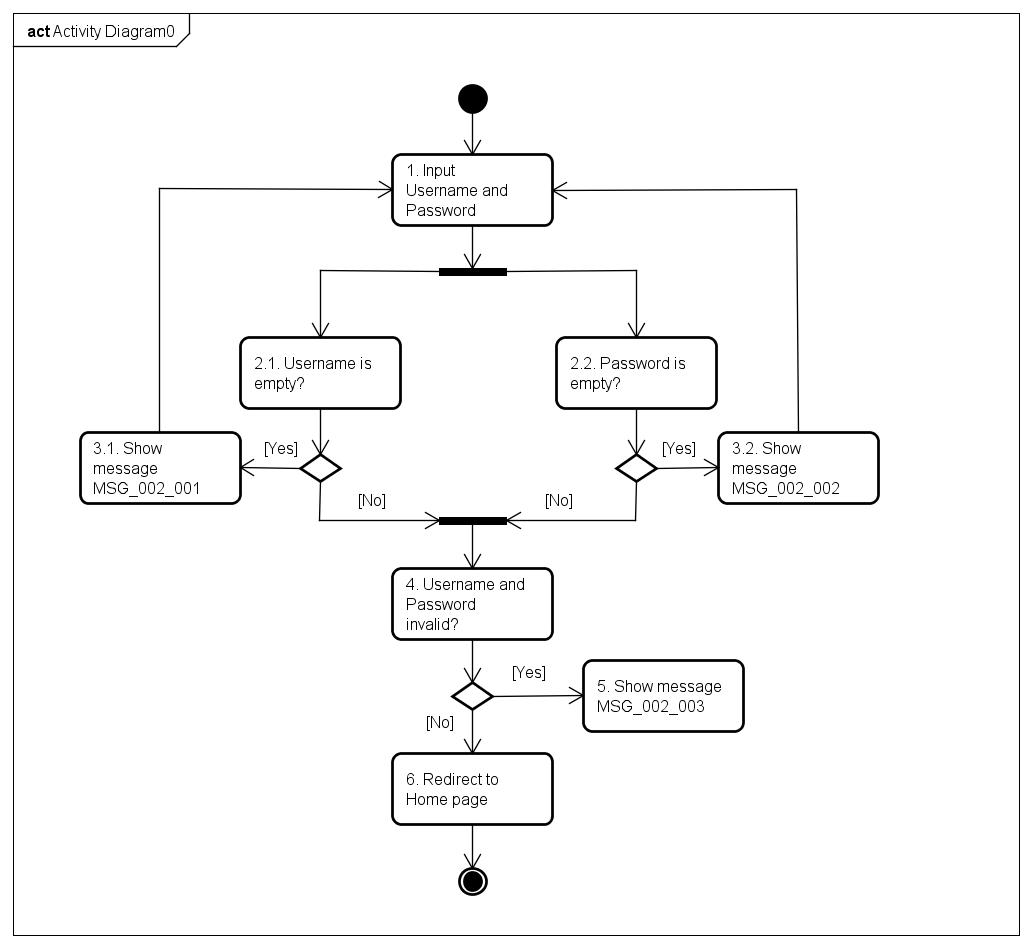 act Activity Diagram0
1. Input
Username and
Password
2.1. Username is
empty?
2.2. Password is
empty?
3.1. Show
message
MSG_002_001
[Yes]
[Yes]
3.2. Show
message
MSG_002_002
[No]
[No]
4. Username and
Password
invalid?
[Yes]
5. Show message
MSG_002_003
[No]
6. Redirect to
Home page